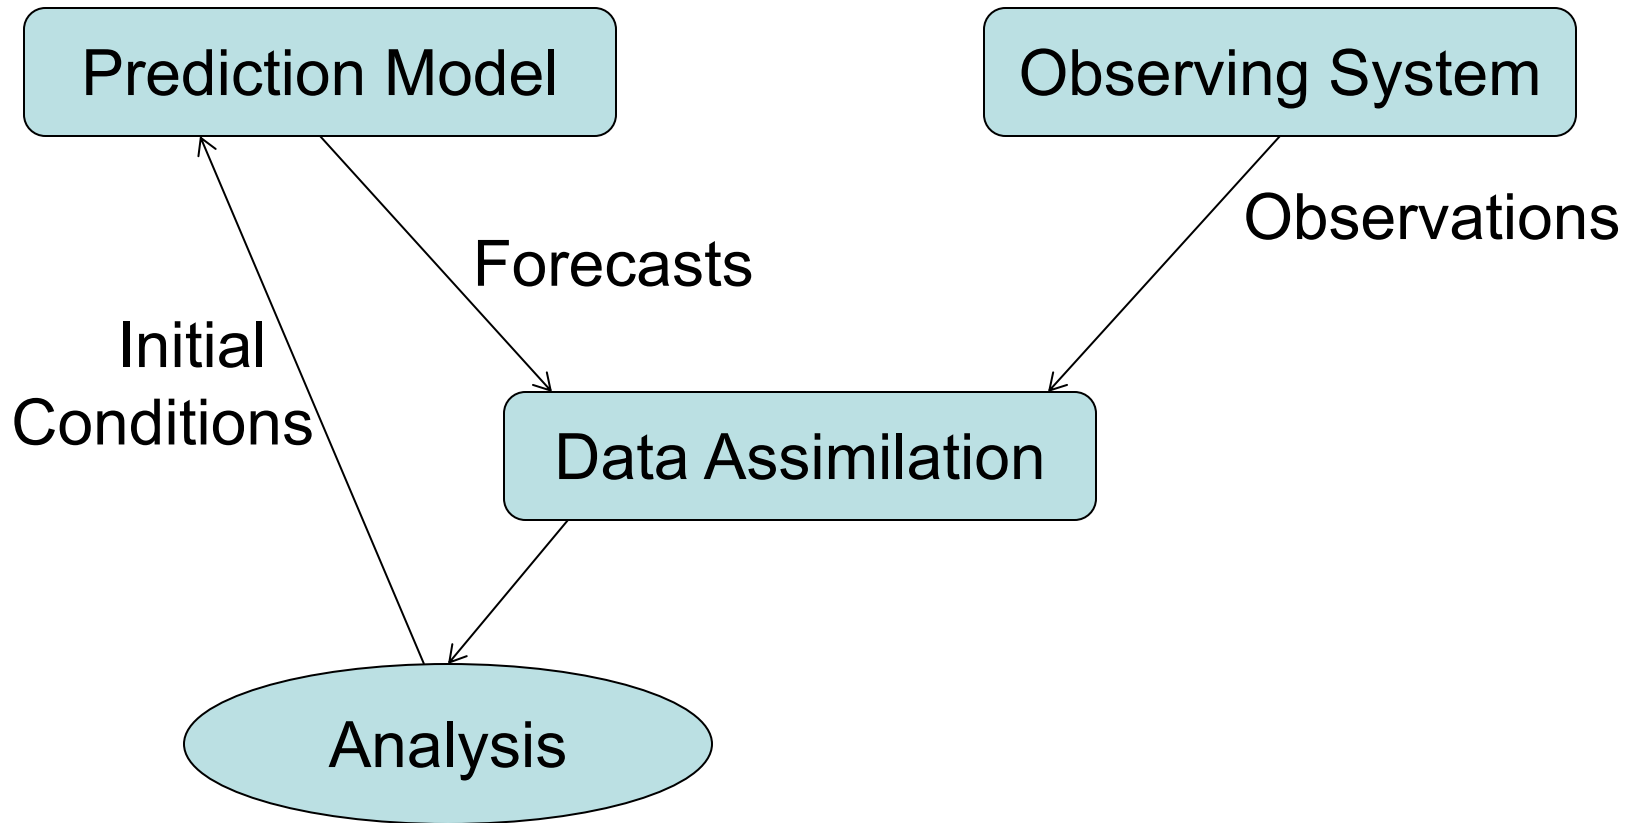 Prediction Model
Observing System
Observations
Forecasts
Initial
Conditions
Data Assimilation
Analysis